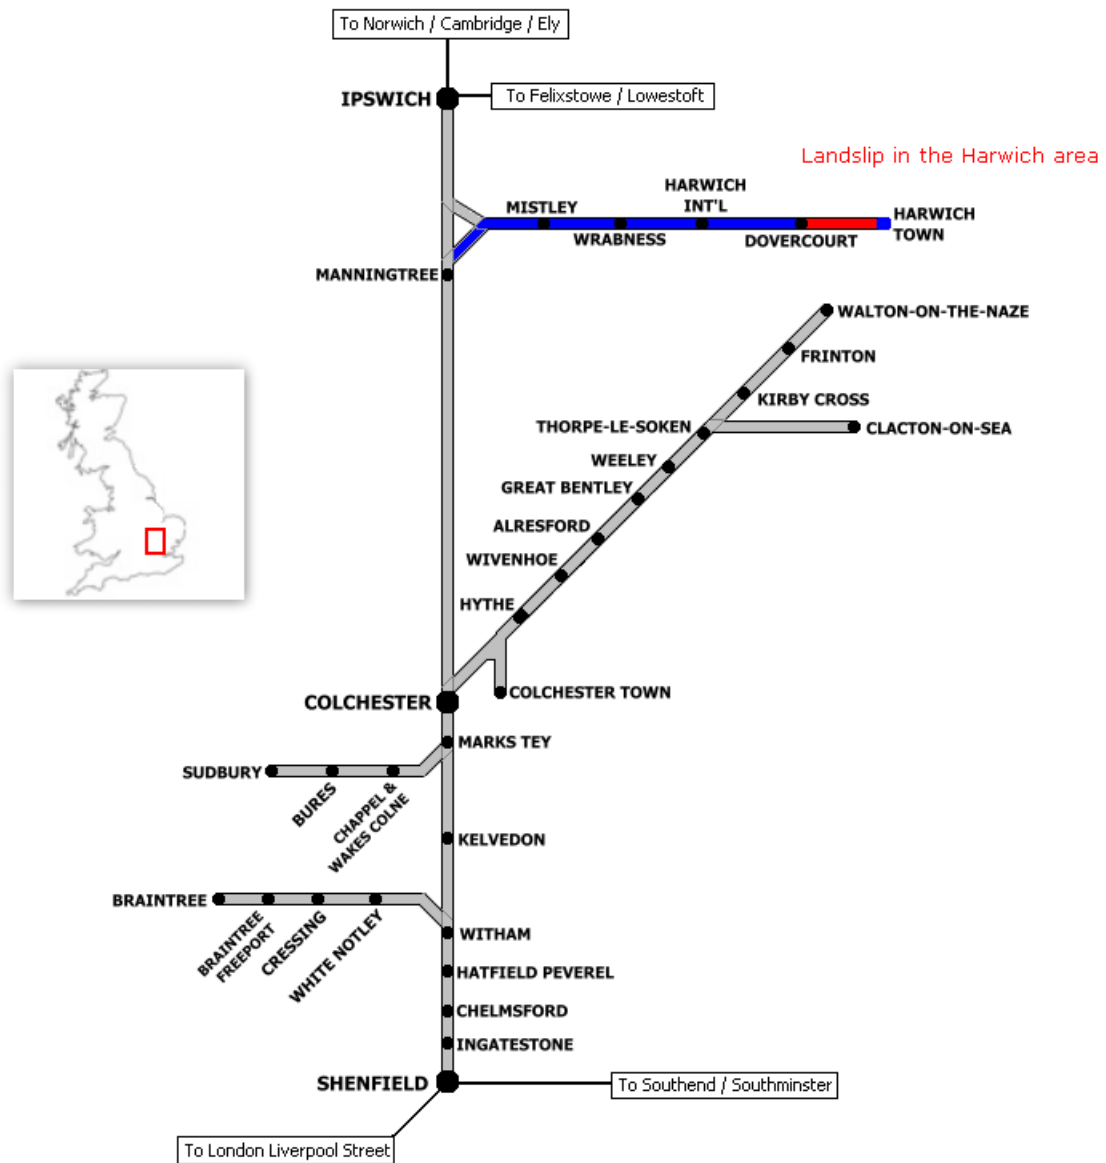 To Norwich / Cambridge / Ely
IPSWICH
To Felixstowe / Lowestoft
Landslip in the Harwich area
HARWICH
INT'L
MISTLEY
HARWICH
TOWN
WRABNESS
DOVERCOURT
MANNINGTREE
WALTON-ON-THE-NAZE
FRINTON
KIRBY CROSS
THORPE-LE-SOKEN
CLACTON-ON-SEA
WEELEY
GREAT BENTLEY
ALRESFORD
WIVENHOE
HYTHE
COLCHESTER TOWN
COLCHESTER
MARKS TEY
SUDBURY
BURES
CHAPPEL &
WAKES COLNE
KELVEDON
BRAINTREE
BRAINTREE
FREEPORT
CRESSING
WHITE NOTLEY
WITHAM
HATFIELD PEVEREL
CHELMSFORD
INGATESTONE
SHENFIELD
To Southend / Southminster
To London Liverpool Street